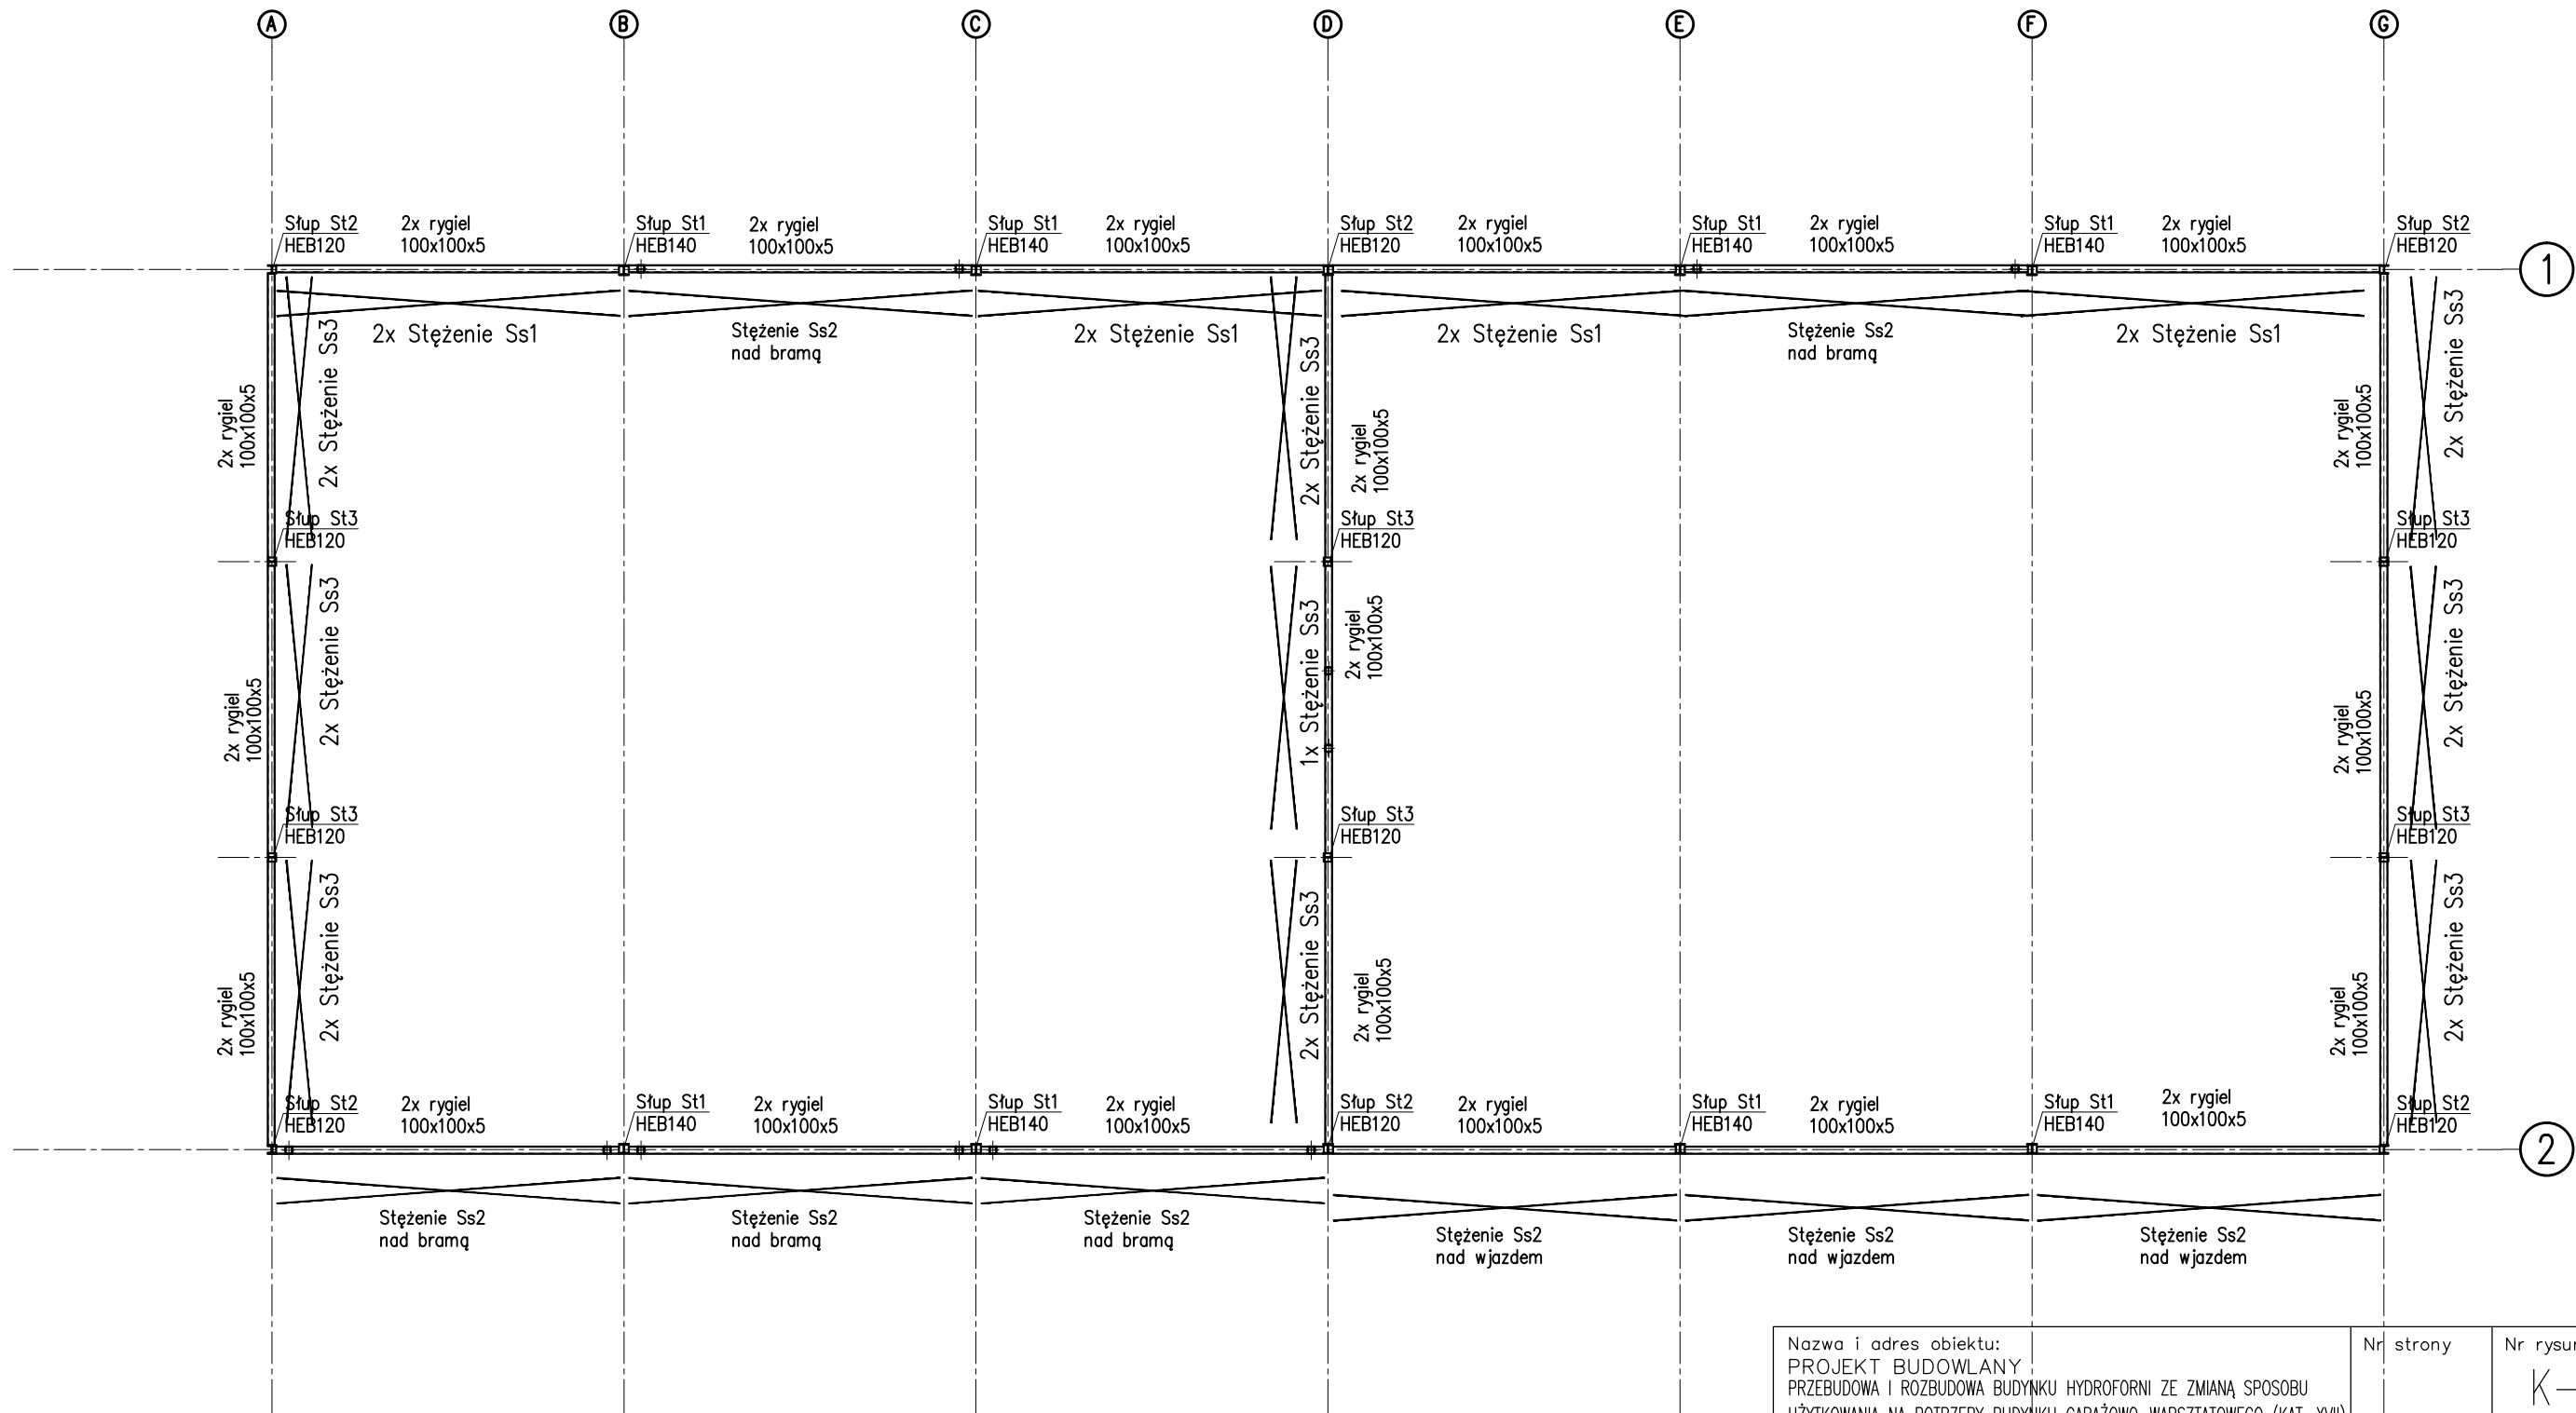 A B C D E F G
Słup St2
HEB120
2x rygiel
100x100x5
Słup St1
HEB140
2x rygiel
100x100x5
Słup St1
HEB140
2x rygiel
100x100x5
Słup St2
HEB120
2x rygiel
100x100x5
Słup St1
HEB140
2x rygiel
100x100x5
Słup St1
HEB140
2x rygiel
100x100x5
Słup St2
HEB120
1
2x Stężenie Ss1
Stężenie Ss2
nad bramą
2x Stężenie Ss1
2x Stężenie Ss1
Stężenie Ss2
nad bramą
2x Stężenie Ss1
2x rygiel
100x100x5
2x Stężenie Ss3
2x Stężenie Ss3
2x rygiel
100x100x5
2x rygiel
100x100x5
2x Stężenie Ss3
Słup St3
HEB120
Słup St3
HEB120
Słup St3
HEB120
2x rygiel
100x100x5
2x Stężenie Ss3
1x Stężenie Ss3
2x rygiel
100x100x5
2x rygiel
100x100x5
2x Stężenie Ss3
Słup St3
HEB120
Słup St3
HEB120
Słup St3
HEB120
2x rygiel
100x100x5
2x Stężenie Ss3
2x Stężenie Ss3
2x rygiel
100x100x5
2x rygiel
100x100x5
2x Stężenie Ss3
Słup St2
HEB120
2x rygiel
100x100x5
Słup St1
HEB140
2x rygiel
100x100x5
Słup St1
HEB140
2x rygiel
100x100x5
Słup St2
HEB120
2x rygiel
100x100x5
Słup St1
HEB140
2x rygiel
100x100x5
Słup St1
HEB140
2x rygiel
100x100x5
Słup St2
HEB120
2
Stężenie Ss2
nad bramą
Stężenie Ss2
nad bramą
Stężenie Ss2
nad bramą
Stężenie Ss2
nad wjazdem
Stężenie Ss2
nad wjazdem
Stężenie Ss2
nad wjazdem
Nazwa i adres obiektu:
PROJEKT BUDOWLANY
PRZEBUDOWA I ROZBUDOWA BUDYNKU HYDROFORNI ZE ZMIANĄ SPOSOBU
UŻYTKOWANIA NA POTRZEBY BUDYNKU GARAŻOWO-WARSZTATOWEGO (KAT. XVII)
Nr strony
Nr rysu
K-